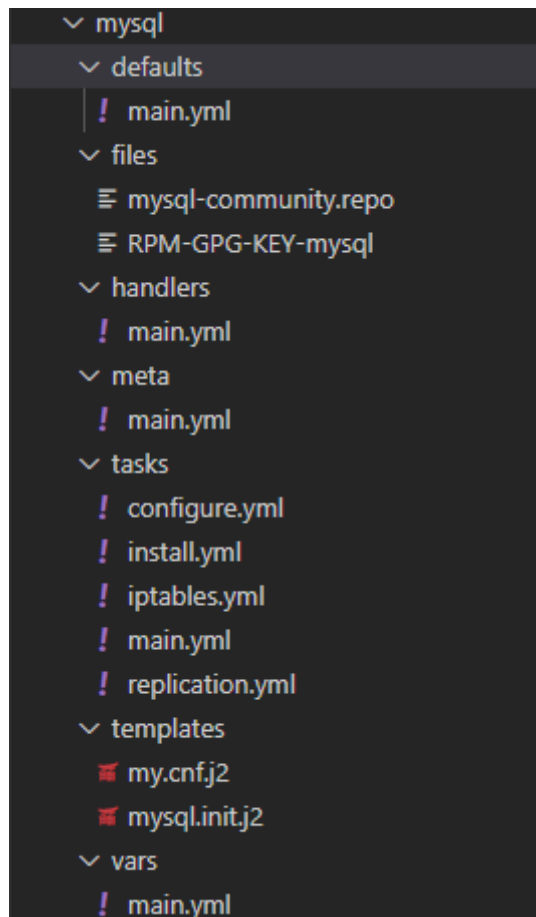 mysql
defaults
main.yml
files
mysql-community.repo
RPM-GPG-KEY-mysql
handlers
main.yml
meta
main.yml
tasks
configure.yml
install.yml
iptables.yml
main.yml
replication.yml
templates
my.cnf.j2
mysql.init.j2
vars
main.yml